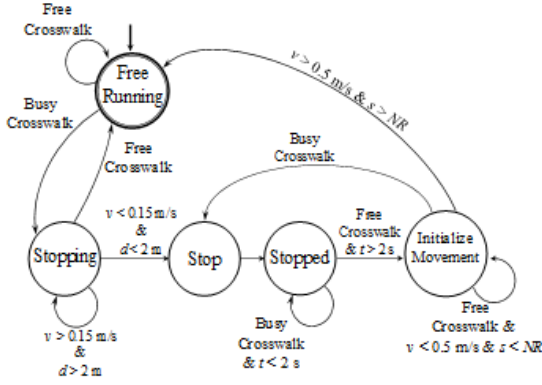 Free
Crosswalk
Free
Running
v > 0.5 m/s & s > NR
Busy
Crosswalk
Free
Crosswalk
Busy
Crosswalk
v < 0.15 m/s
&
d < 2 m
Free
Crosswalk
& t > 2 s
Stopping
Stop
Stopped
Initialize
Movement
v > 0.15 m/s
&
d > 2 m
Busy
Crosswalk
& t < 2 s
Free
Crosswalk &
v < 0.5 m/s & s < NR